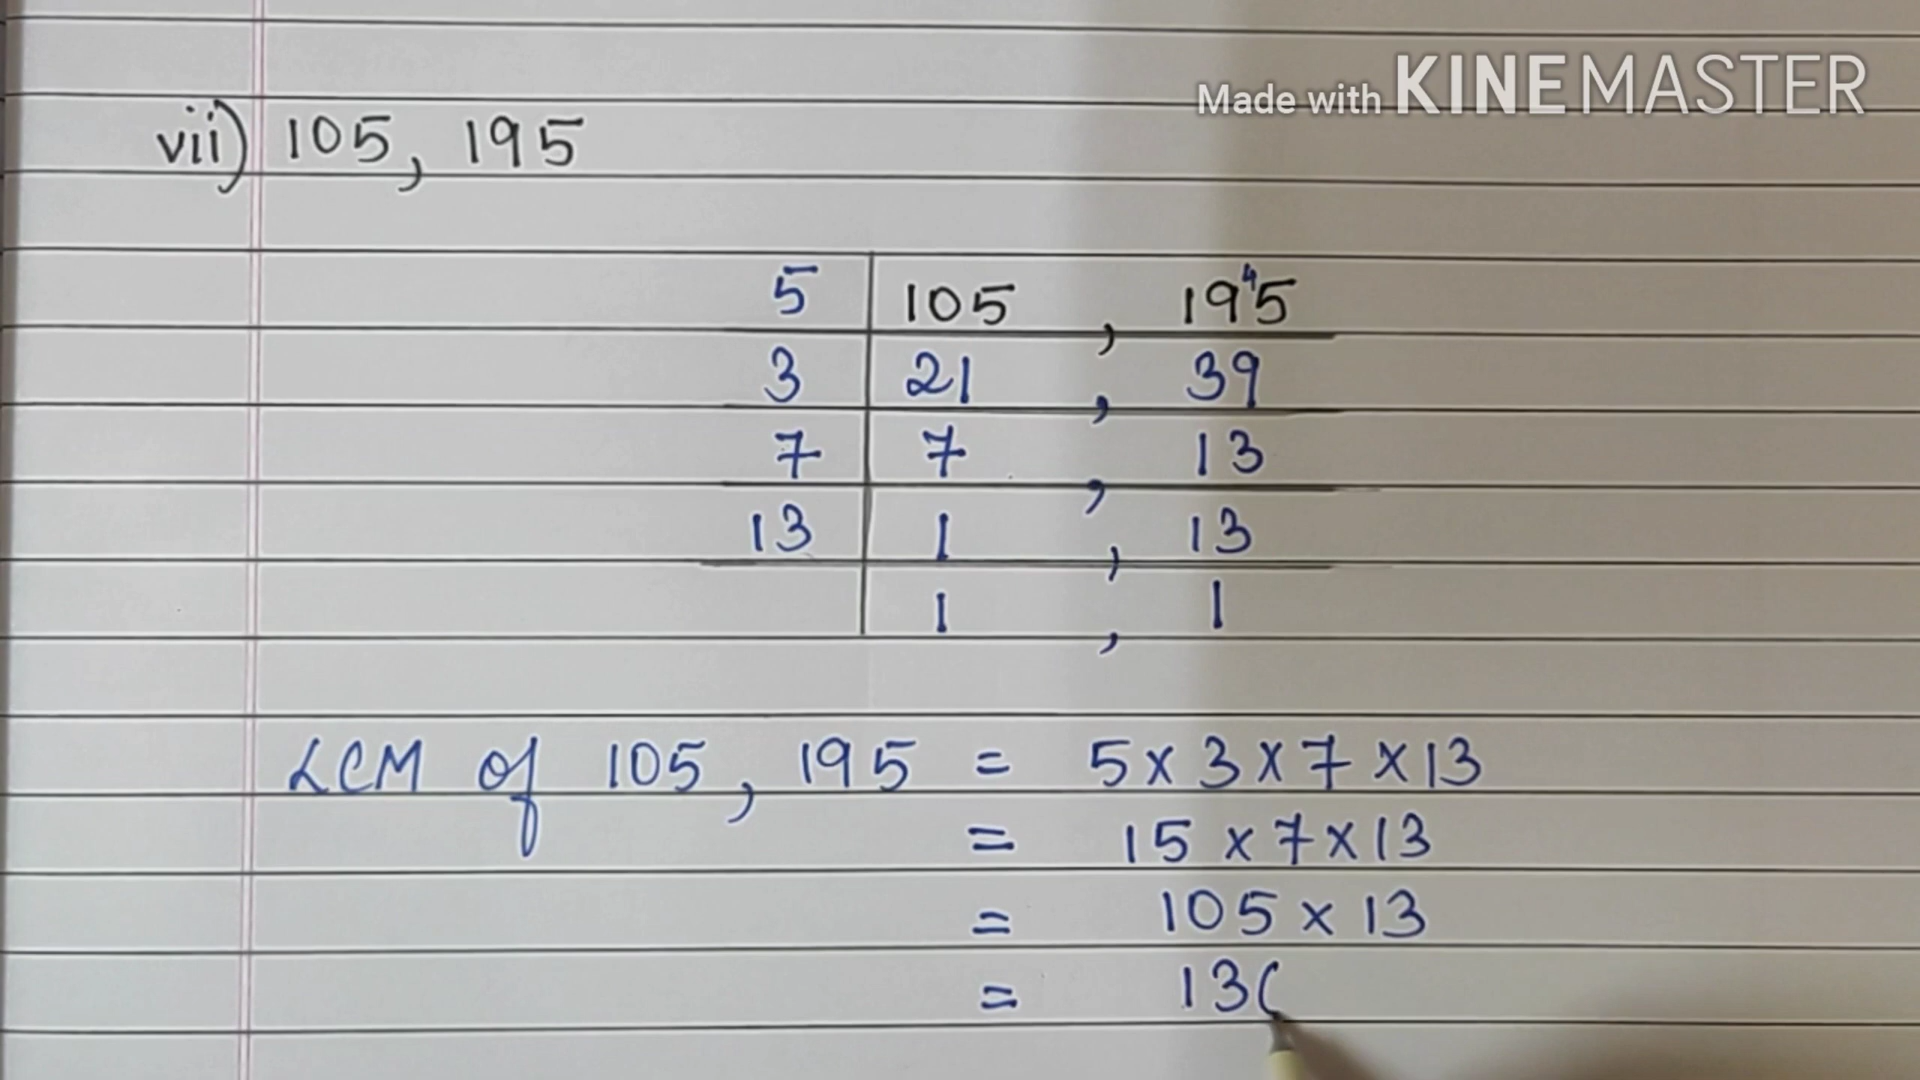 Made with KINEMASTER
vii) 105, 195
5 | 105 , 19⁴5
3 | 21 , 39
7 | 7 , 13
13 | 1 , 13
1 , 1
LCM of 105, 195 = 5 × 3 × 7 × 13
= 15 × 7 × 13
= 105 × 13
= 13